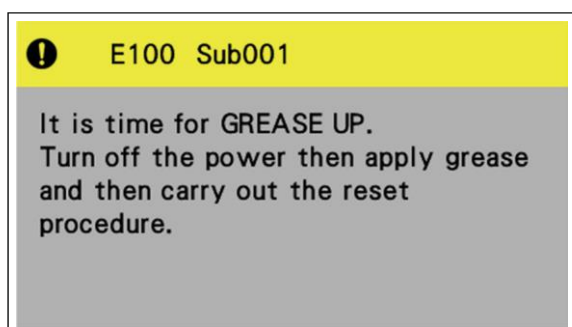 E100 Sub001
It is time for GREASE UP.
Turn off the power then apply grease
and then carry out the reset
procedure.